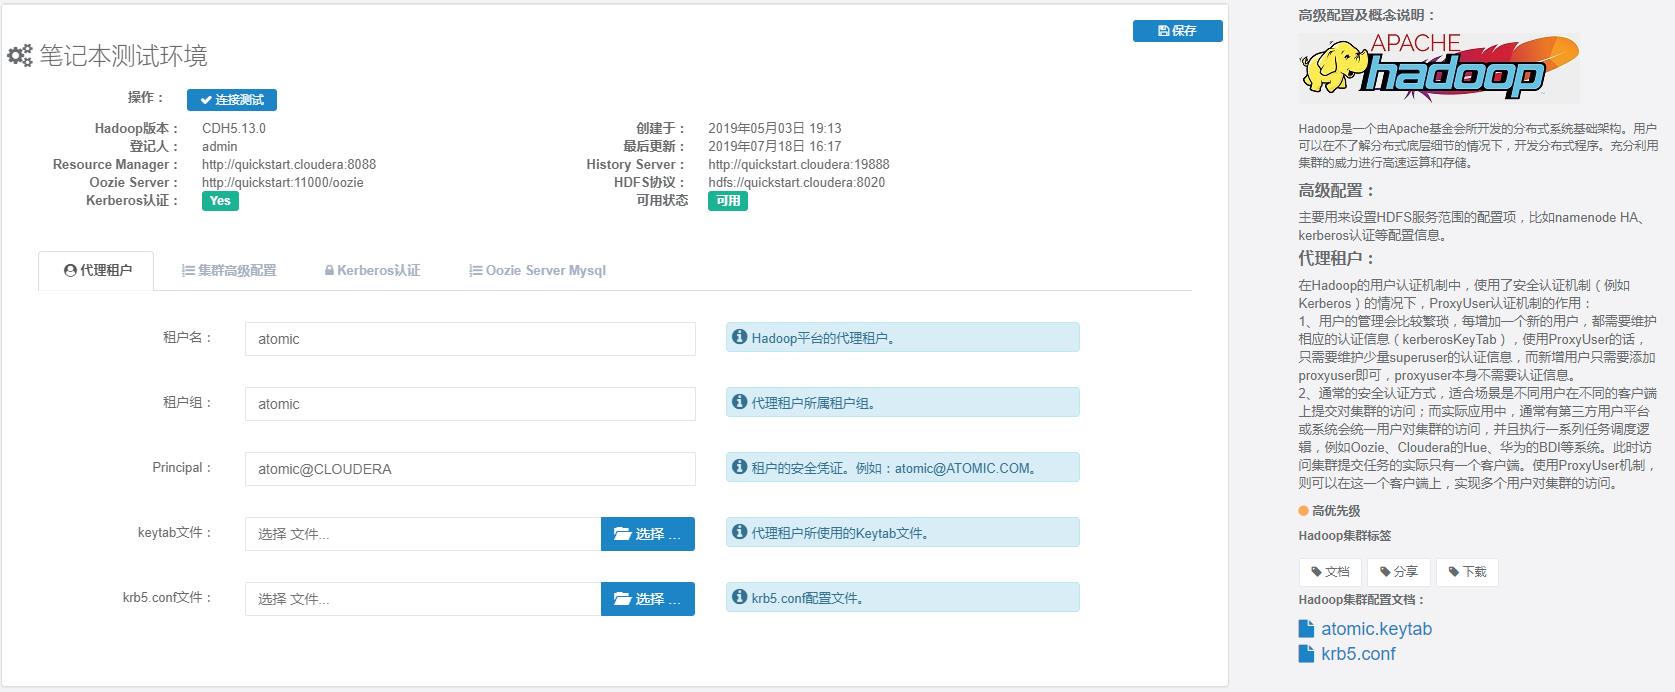 保存
笔记本测试环境
操作：
连接测试
Hadoop版本： CDH5.13.0
创建于： 2019年05月03日 19:13
登记人： admin
最后更新： 2019年07月18日 16:17
Resource Manager： http://quickstart.cloudera:8088
History Server： http://quickstart.cloudera:19888
Oozie Server： http://quickstart:11000/oozie
HDFS协议： hdfs://quickstart.cloudera:8020
Kerberos认证： Yes
可用状态 可用
代理租户 集群高级配置 Kerberos认证 Oozie Server Mysql
租户名： atomic Hadoop平台的代理租户。
租户组： atomic 代理租户所属租户组。
Principal： atomic@CLOUDERA 租户的安全凭证。例如：atomic@ATOMIC.COM。
keytab文件： 选择 文件... 选择 ... 代理租户所使用的Keytab文件。
krb5.conf文件： 选择 文件... 选择 ... krb5.conf配置文件。
高级配置及概念说明：
APACHE
hadoop
Hadoop是一个由Apache基金会所开发的分布式系统基础架构。用户
可以在不了解分布式底层细节的情况下，开发分布式程序。充分利用
集群的威力进行高速运算和存储。
高级配置：
主要用来设置HDFS服务范围的配置项，比如namenode HA、
kerberos认证等配置信息。
代理租户：
在Hadoop的用户认证机制中，使用了安全认证机制（例如
Kerberos）的情况下，ProxyUser认证机制的作用：
1、用户的管理会比较繁琐，每增加一个新的用户，都需要维护
相应的认证信息（kerberosKeyTab），使用ProxyUser的话，
只需要维护少量superuser的认证信息，而新增用户只需要添加
proxyuser即可，proxyuser本身不需要认证信息。
2、通常的安全认证方式，适合场景是不同用户在不同的客户端
上提交对集群的访问；而实际应用中，通常有第三方用户平台
或系统会统一用户对集群的访问，并且执行一系列任务调度逻
辑，例如Oozie、Cloudera的Hue、华为的BDI等系统。此时访
问集群提交任务的实际只有一个客户端。使用ProxyUser机制，
则可以在这一个客户端上，实现多个用户对集群的访问。
高优先级
Hadoop集群标签
文档 分享 下载
Hadoop集群配置文档：
atomic.keytab
krb5.conf